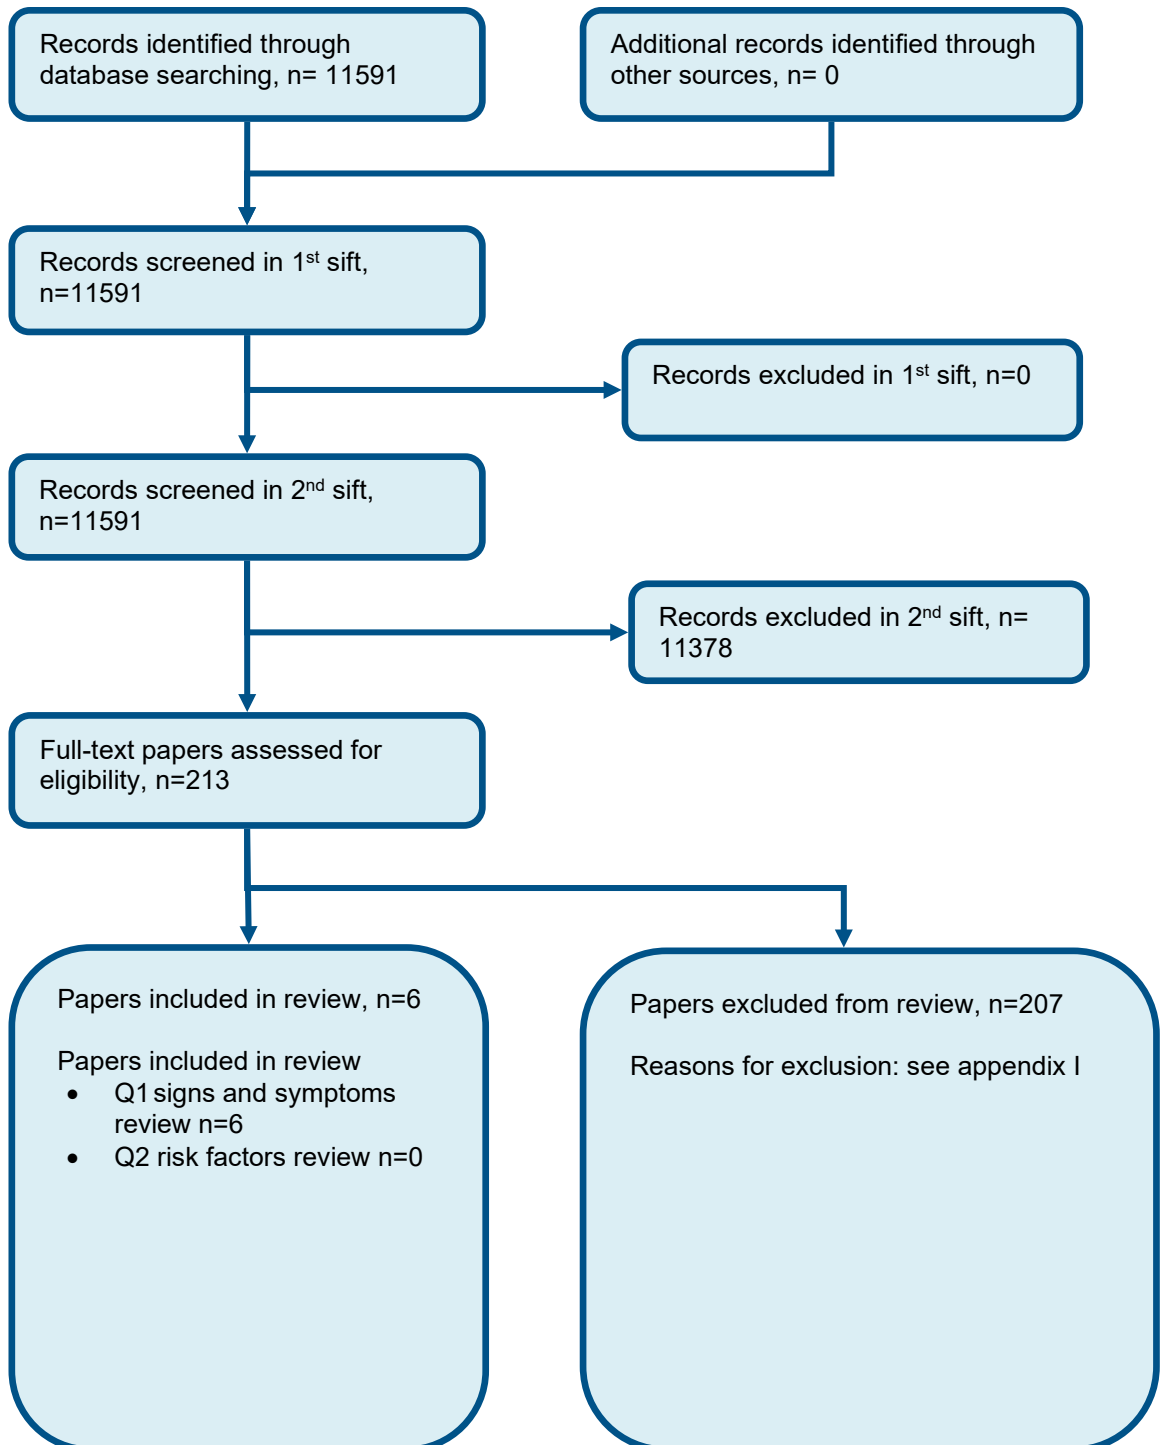 Records identified through
database searching, n= 11591
Additional records identified through
other sources, n= 0
Records screened in 1st sift,
n=11591
Records excluded in 1st sift, n=0
Records screened in 2nd sift,
n=11591
Records excluded in 2nd sift, n=
11378
Full-text papers assessed for
eligibility, n=213
Papers included in review, n=6
Papers included in review
• Q1 signs and symptoms
review n=6
• Q2 risk factors review n=0
Papers excluded from review, n=207
Reasons for exclusion: see appendix I